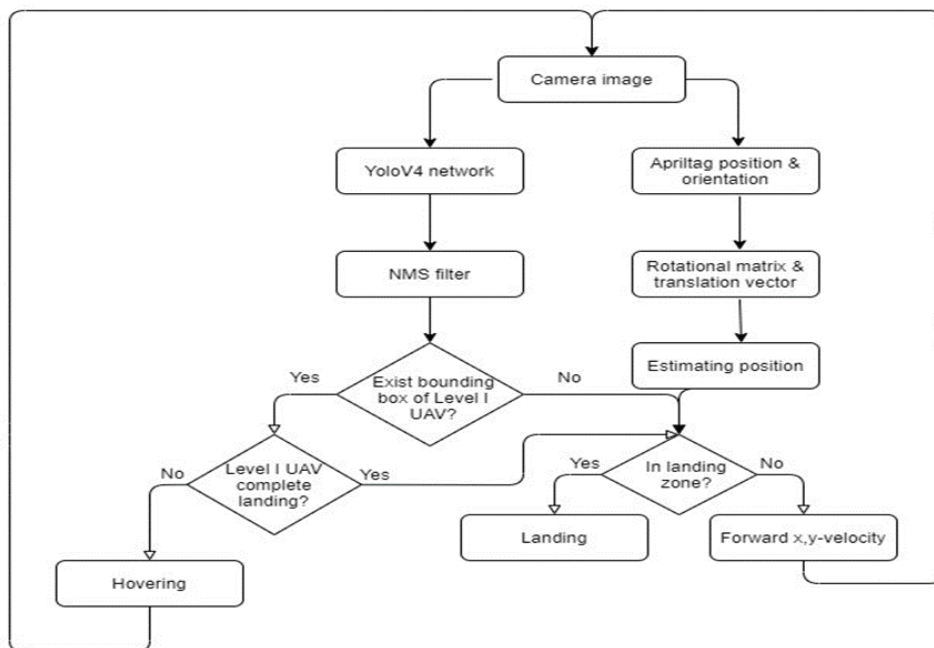 Camera image
YoloV4 network
Apriltag position &
orientation
NMS filter
Rotational matrix &
translation vector
Estimating position
Yes
Exist bounding
box of Level I
UAV?
No
No
Level I UAV
complete
landing?
Yes
Yes
In landing
zone?
No
Landing
Forward x,y-velocity
Hovering